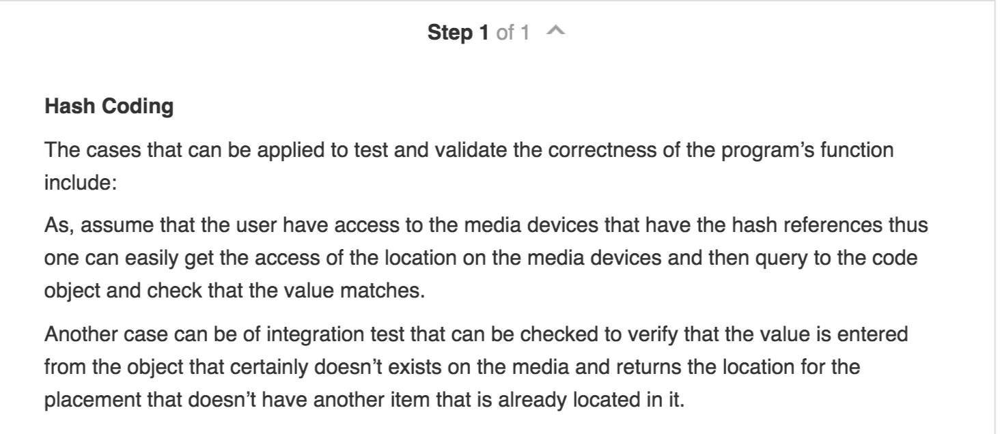 Step 1 of 1
Hash Coding
The cases that can be applied to test and validate the correctness of the program’s function
include:
As, assume that the user have access to the media devices that have the hash references thus
one can easily get the access of the location on the media devices and then query to the code
object and check that the value matches.
Another case can be of integration test that can be checked to verify that the value is entered
from the object that certainly doesn’t exists on the media and returns the location for the
placement that doesn’t have another item that is already located in it.